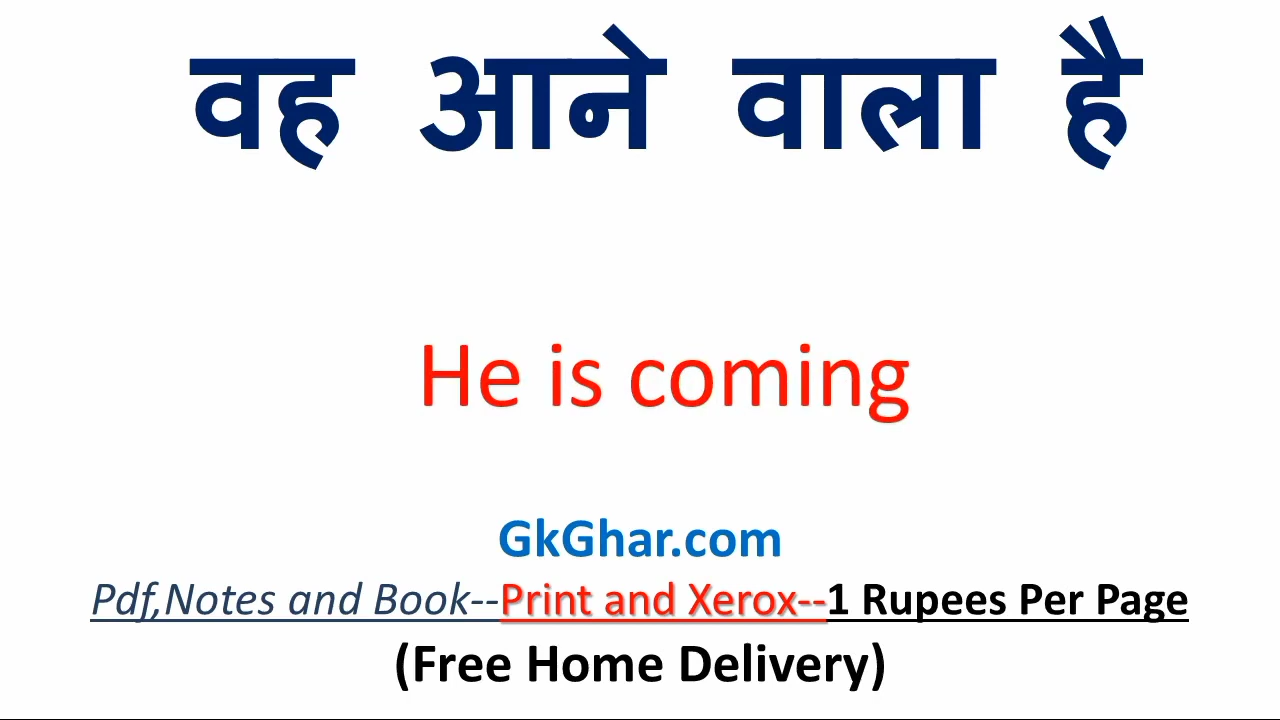 वह आने वाला है
He is coming
GkGhar.com
Pdf,Notes and Book--Print and Xerox--1 Rupees Per Page
(Free Home Delivery)